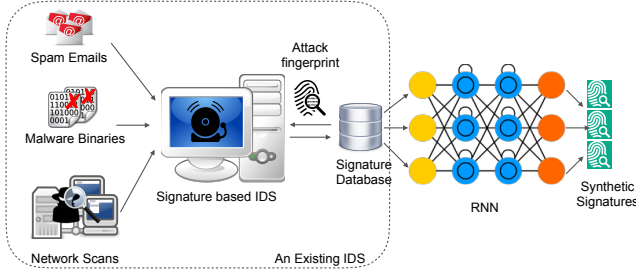 Spam Emails
Malware Binaries
Network Scans
Signature based IDS
Attack
fingerprint
Signature
Database
An Existing IDS
RNN
Synthetic
Signatures